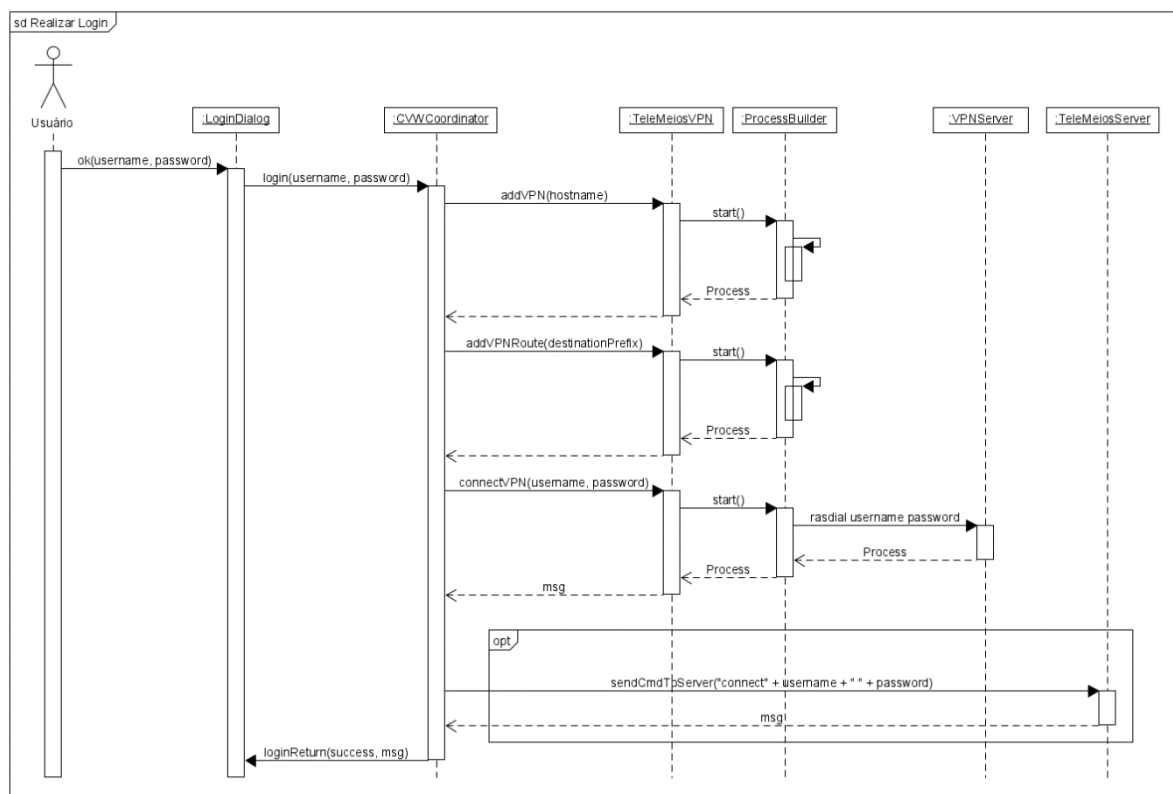 sd Realizar Login
Usuário
:LoginDialog
:CVWCoordinator
:TeleMeiosVPN
:ProcessBuilder
:VPNServer
:TeleMeiosServer
ok(username, password)
login(username, password)
addVPN(hostname)
start()
Process
addVPNRoute(destinationPrefix)
start()
Process
connectVPN(username, password)
start()
rasdial username password
Process
Process
msg
opt
sendCmdToServer("connect" + username + " " + password)
msg
loginReturn(success, msg)